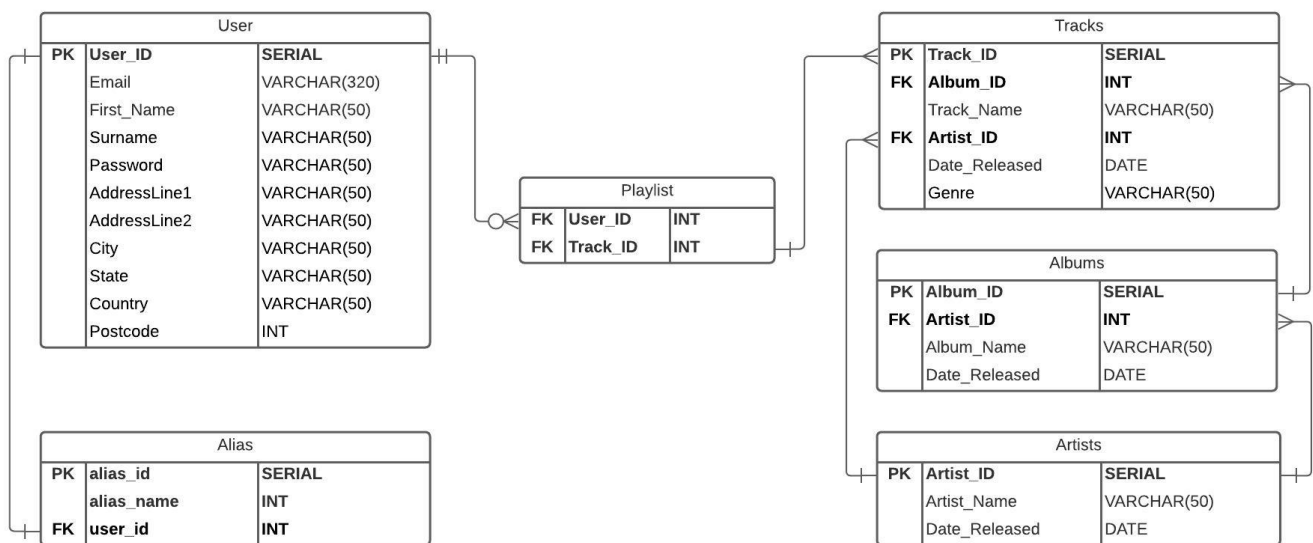 User
PK User_ID SERIAL
Email VARCHAR(320)
First_Name VARCHAR(50)
Surname VARCHAR(50)
Password VARCHAR(50)
AddressLine1 VARCHAR(50)
AddressLine2 VARCHAR(50)
City VARCHAR(50)
State VARCHAR(50)
Country VARCHAR(50)
Postcode INT
Alias
PK alias_id SERIAL
alias_name INT
FK user_id INT
Playlist
FK User_ID INT
FK Track_ID INT
Tracks
PK Track_ID SERIAL
FK Album_ID INT
Track_Name VARCHAR(50)
FK Artist_ID INT
Date_Released DATE
Genre VARCHAR(50)
Albums
PK Album_ID SERIAL
FK Artist_ID INT
Album_Name VARCHAR(50)
Date_Released DATE
Artists
PK Artist_ID SERIAL
Artist_Name VARCHAR(50)
Date_Released DATE